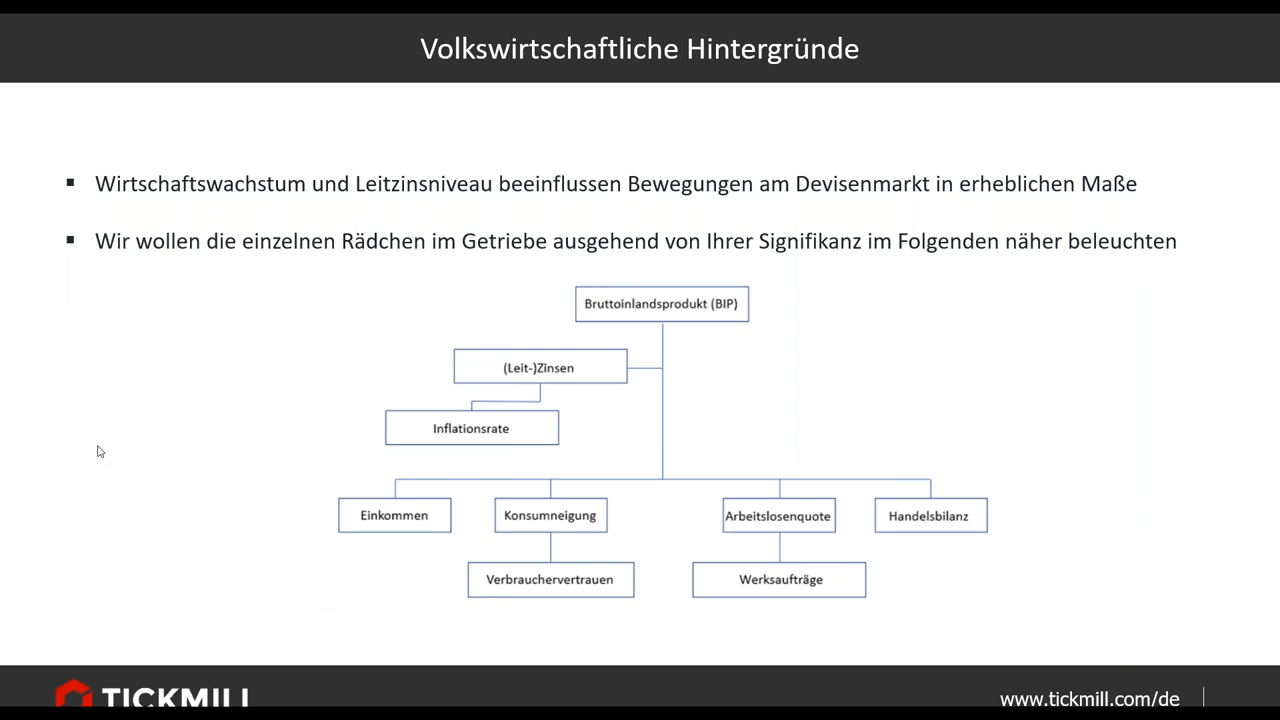 Volkswirtschaftliche Hintergründe
▪ Wirtschaftswachstum und Leitzinsniveau beeinflussen Bewegungen am Devisenmarkt in erheblichen Maße
▪ Wir wollen die einzelnen Rädchen im Getriebe ausgehend von Ihrer Signifikanz im Folgenden näher beleuchten
Bruttoinlandsprodukt (BIP)
(Leit-)Zinsen
Inflationsrate
Einkommen
Konsumneigung
Arbeitslosenquote
Handelsbilanz
Verbrauchervertrauen
Werksaufträge
TICKMILL
www.tickmill.com/de